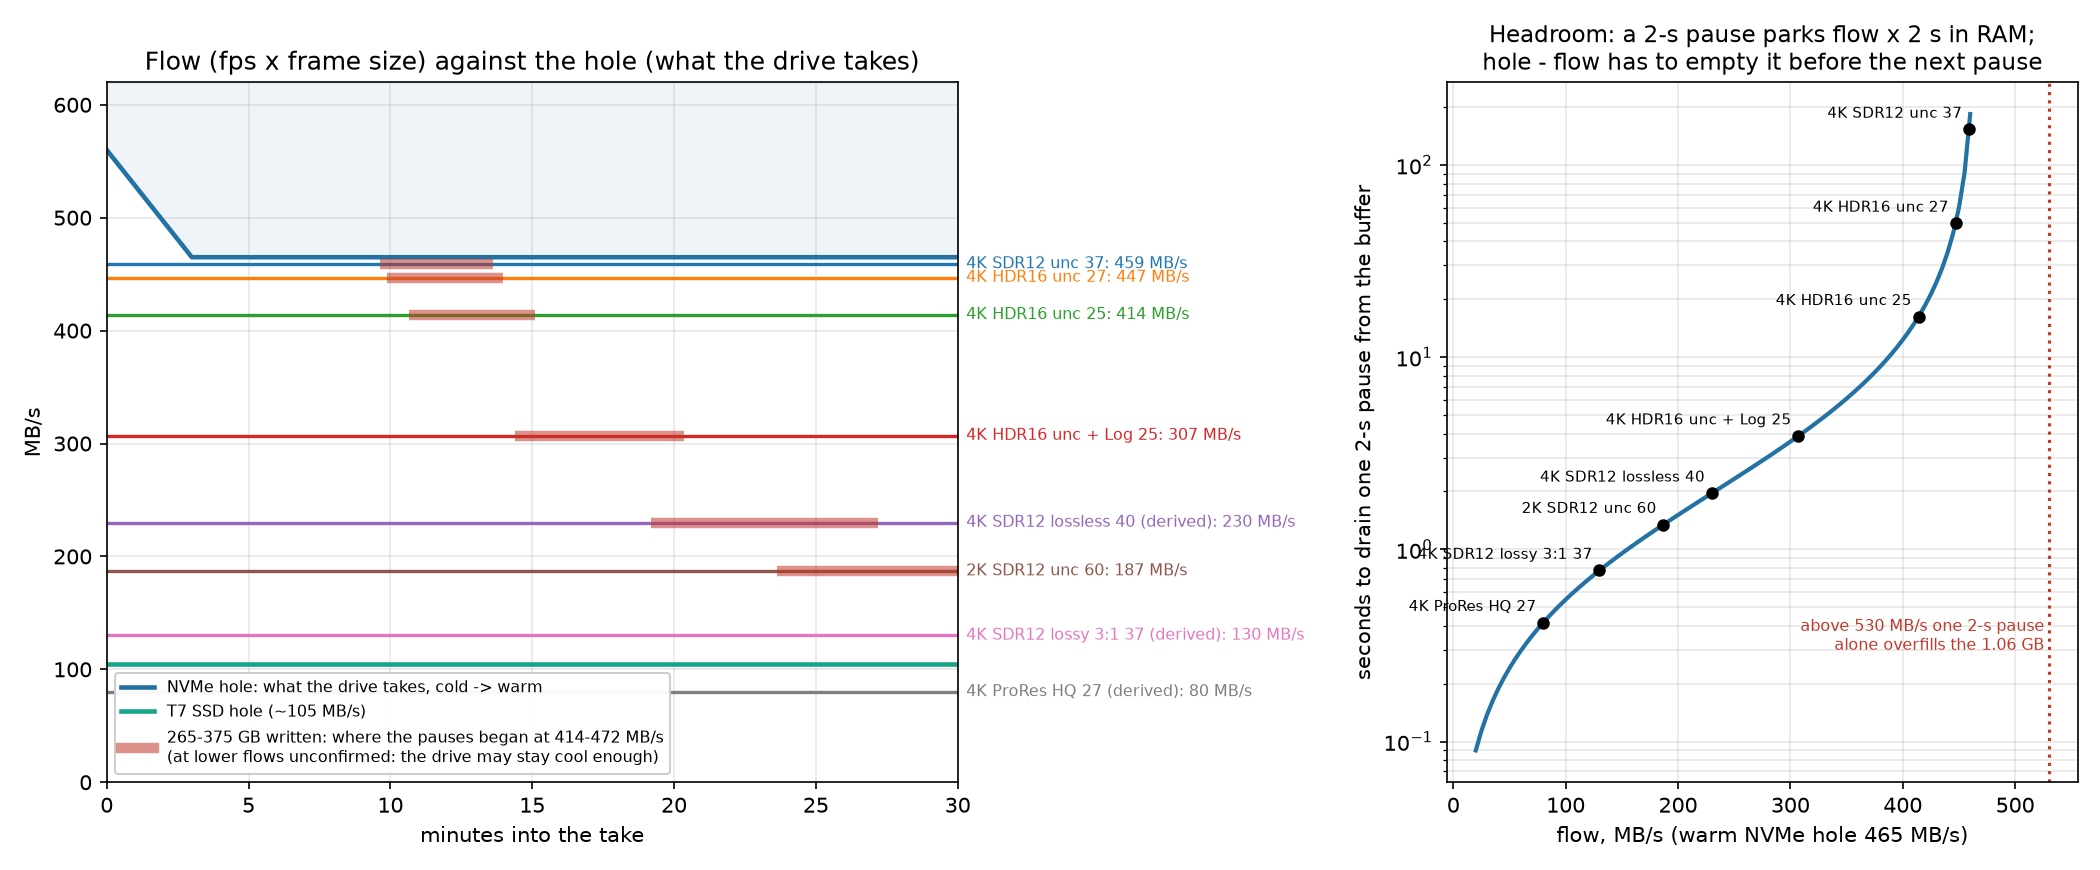 Flow (fps x frame size) against the hole (what the drive takes)
600
500
400
300
200
100
0
MB/s
0 5 10 15 20 25 30
minutes into the take
4K SDR12 unc 37: 459 MB/s
4K HDR16 unc 27: 447 MB/s
4K HDR16 unc 25: 414 MB/s
4K HDR16 unc + Log 25: 307 MB/s
4K SDR12 lossless 40 (derived): 230 MB/s
2K SDR12 unc 60: 187 MB/s
4K SDR12 lossy 3:1 37 (derived): 130 MB/s
4K ProRes HQ 27 (derived): 80 MB/s
NVMe hole: what the drive takes, cold -> warm
T7 SSD hole (~105 MB/s)
265-375 GB written: where the pauses began at 414-472 MB/s
(at lower flows unconfirmed: the drive may stay cool enough)
Headroom: a 2-s pause parks flow x 2 s in RAM;
hole - flow has to empty it before the next pause
seconds to drain one 2-s pause from the buffer
10²
10¹
10⁰
10⁻¹
4K SDR12 unc 37
4K HDR16 unc 27
4K HDR16 unc 25
4K HDR16 unc + Log 25
4K SDR12 lossless 40
2K SDR12 unc 60
4K SDR12 lossy 3:1 37
4K ProRes HQ 27
above 530 MB/s one 2-s pause
alone overfills the 1.06 GB
0 100 200 300 400 500
flow, MB/s (warm NVMe hole 465 MB/s)